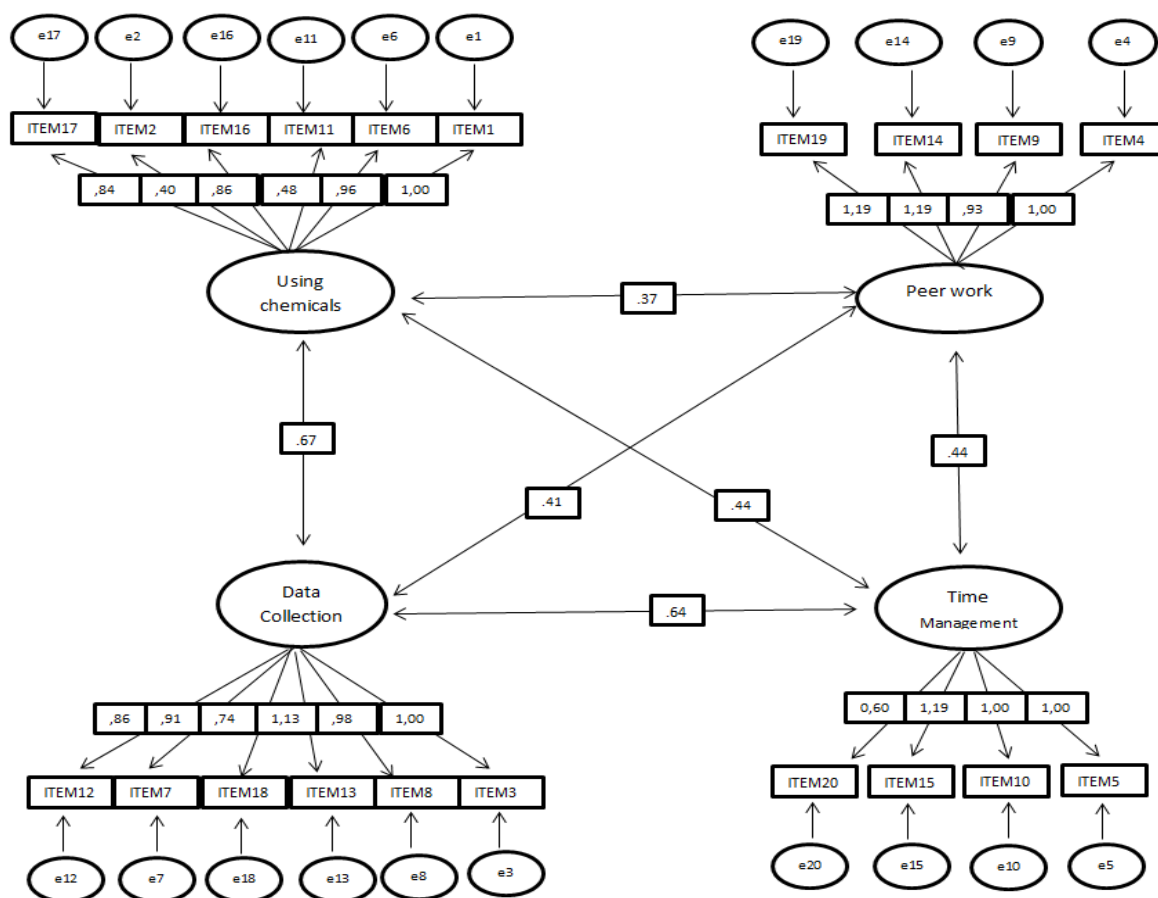 e17 e2 e16 e11 e6 e1 e19 e14 e9 e4
ITEM17 ITEM2 ITEM16 ITEM11 ITEM6 ITEM1 ITEM19 ITEM14 ITEM9 ITEM4
,84 ,40 ,86 ,48 ,96 1,00 1,19 1,19 ,93 1,00
Using
chemicals
Peer work
.37
.67
.44
.41
.44
Data
Collection
Time
Management
.64
,86 ,91 ,74 1,13 ,98 1,00 0,60 1,19 1,00 1,00
ITEM12 ITEM7 ITEM18 ITEM13 ITEM8 ITEM3 ITEM20 ITEM15 ITEM10 ITEM5
e12 e7 e18 e13 e8 e3 e20 e15 e10 e5